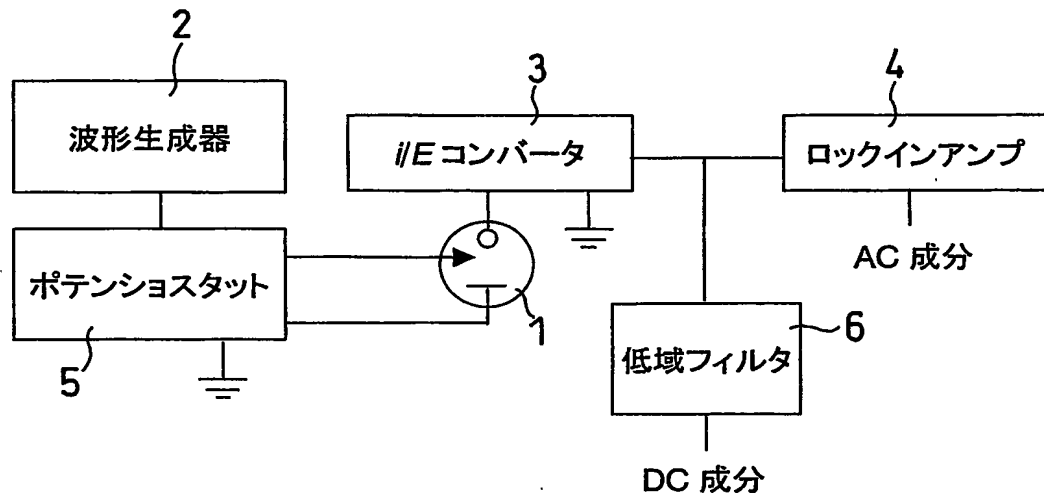 2
波形生成器
3
i/E コンバータ
4
ロックインアンプ
AC 成分
ポテンショスタット
5
1
6
低域フィルタ
DC 成分